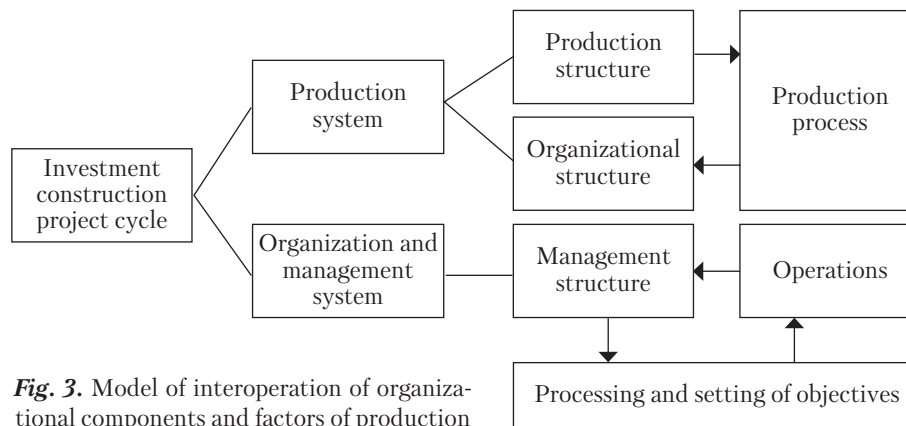 Production
structure
Production
system
Production
process
Organizational
structure
Investment
construction
project cycle
Organization and
management
system
Management
structure
Operations
Processing and setting of objectives
Fig. 3. Model of interoperation of organiza-
tional components and factors of production